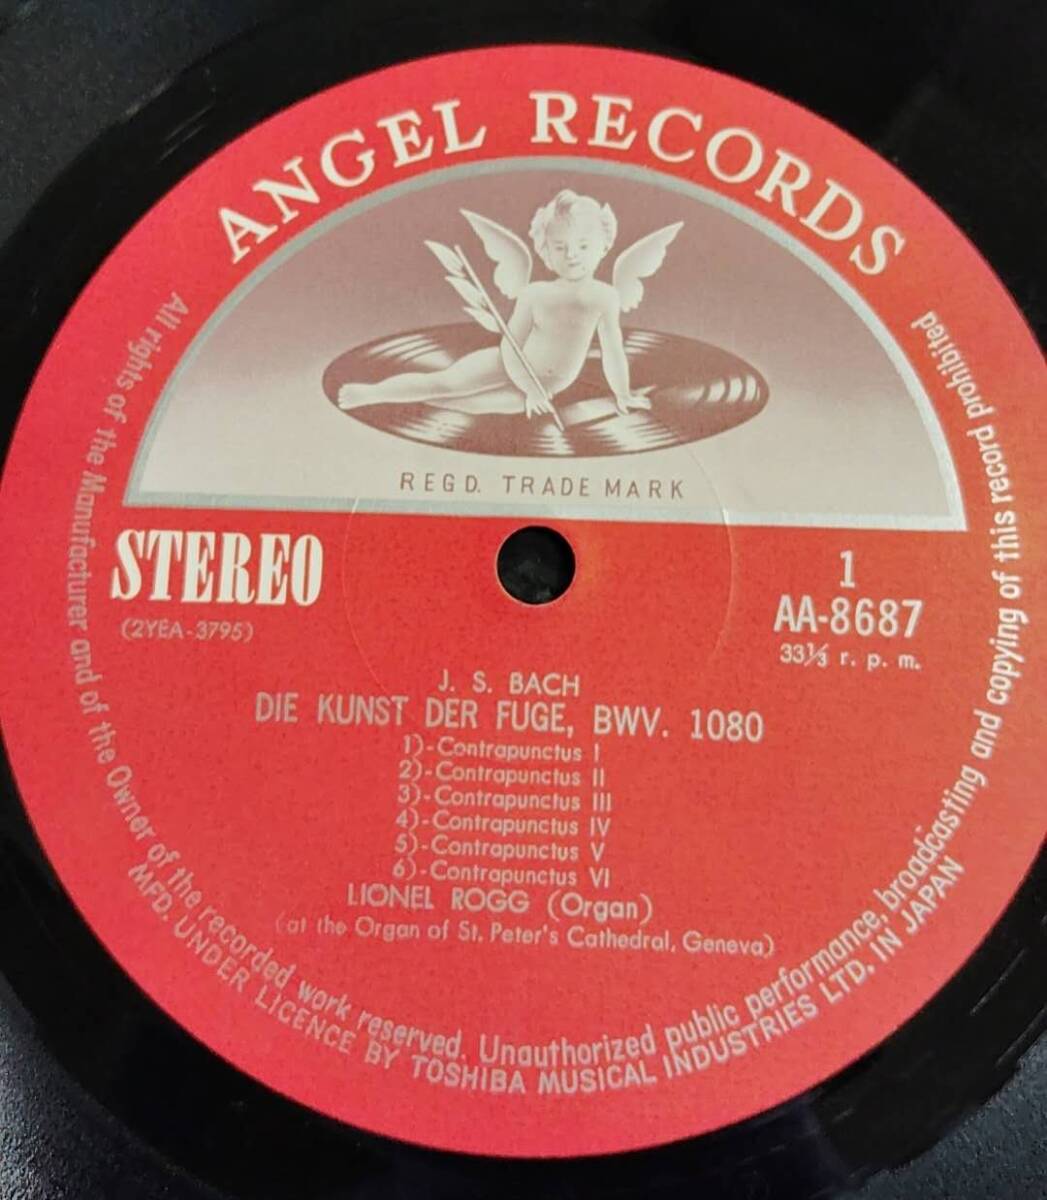 ANGEL RECORDS
REGD. TRADE MARK
STEREO
(2YEA-3795)
1
AA-8687
33⅓ r. p. m.
J. S. BACH
DIE KUNST DER FUGE, BWV. 1080
1)-Contrapunctus I
2)-Contrapunctus II
3)-Contrapunctus III
4)-Contrapunctus IV
5)-Contrapunctus V
6)-Contrapunctus VI
LIONEL ROGG (Organ)
(at the Organ of St. Peter's Cathedral, Geneva)
All rights of the Manufacturer and of the Owner of the recorded work reserved. Unauthorized public performance, broadcasting and copying of this record prohibited
MFD. UNDER LICENCE BY TOSHIBA MUSICAL INDUSTRIES LTD. IN JAPAN